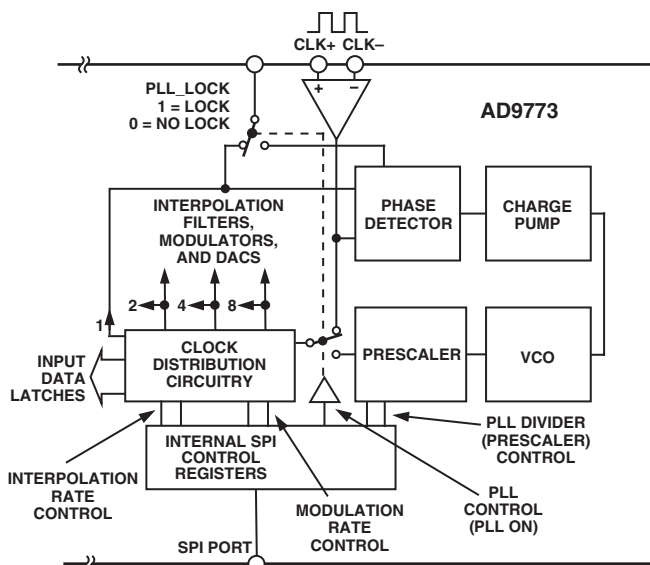 CLK+ CLK–
PLL_LOCK
1 = LOCK
0 = NO LOCK
+ –
AD9773
INTERPOLATION
FILTERS,
MODULATORS,
AND DACS
PHASE
DETECTOR
CHARGE
PUMP
2
4
8
1
CLOCK
DISTRIBUTION
CIRCUITRY
PRESCALER
VCO
INPUT
DATA
LATCHES
INTERNAL SPI
CONTROL
REGISTERS
PLL DIVIDER
(PRESCALER)
CONTROL
INTERPOLATION
RATE
CONTROL
MODULATION
RATE
CONTROL
PLL
CONTROL
(PLL ON)
SPI PORT